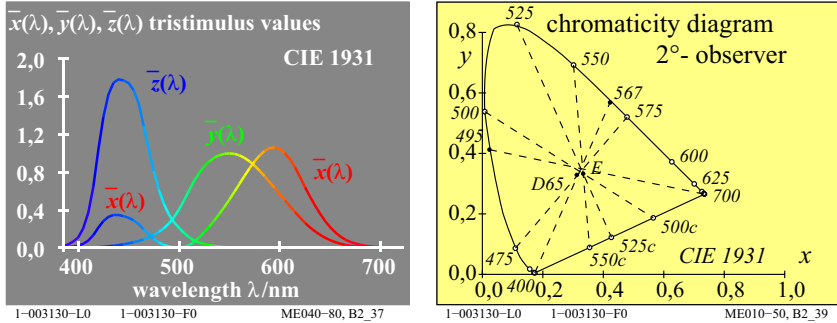 x̅(λ), y̅(λ), z̅(λ) tristimulus values
CIE 1931
2,0
z̅(λ)
1,6
1,2
y̅(λ)
0,8
x̅(λ)
x̅(λ)
0,4
0,0
400 500 600 700
wavelength λ/nm
1−003130−L0 1−003130−F0 ME040−80, B2_37
0,8
525
chromaticity diagram
y
2°- observer
550
0,6
567
575
500
495
0,4
600
E
625
D65
700
0,2
500c
525c
475
550c
CIE 1931
0,0
400
x
0,0 0,2 0,4 0,6 0,8 1,0
1−003130−L0 1−003130−F0 ME010−50, B2_39